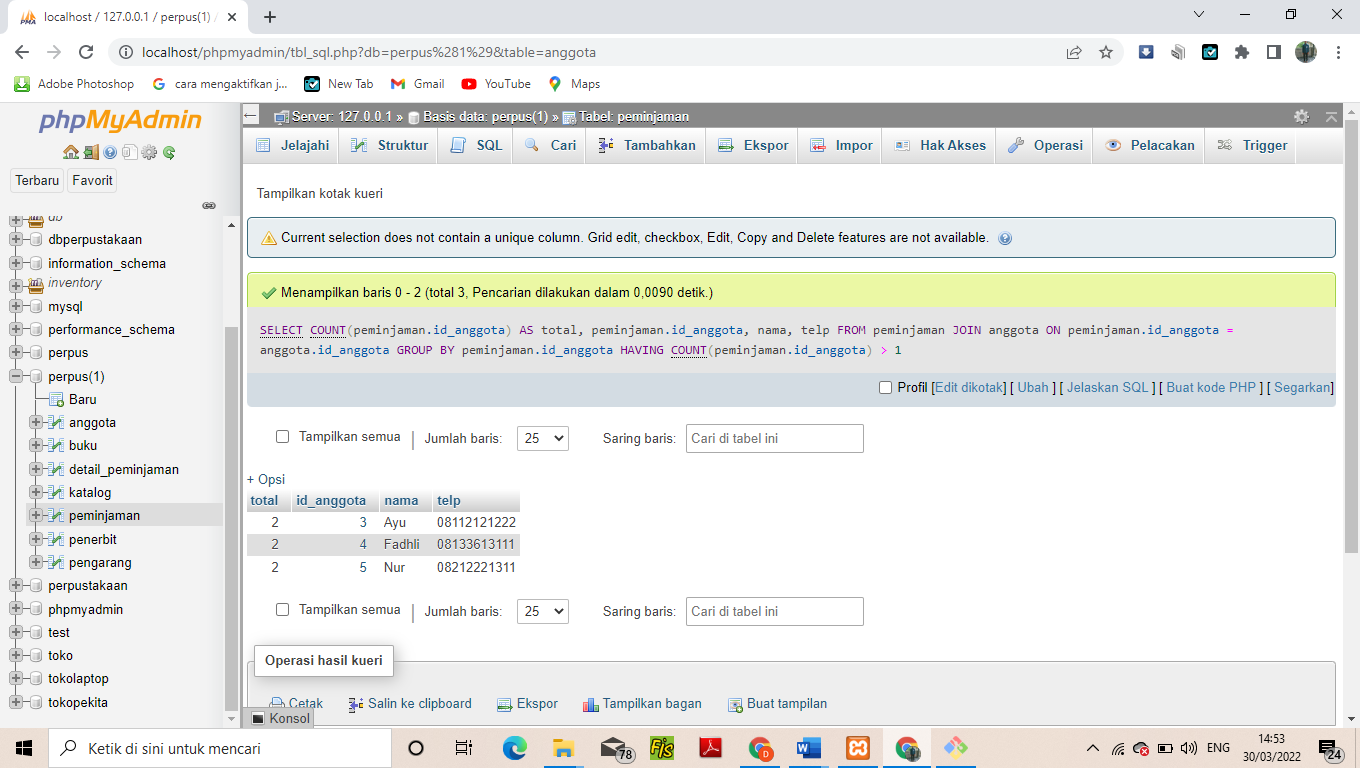 localhost / 127.0.0.1 / perpus(1) /
localhost/phpmyadmin/tbl_sql.php?db=perpus%281%29&table=anggota
Adobe Photoshop
cara mengaktifkan j...
New Tab
Gmail
YouTube
Maps
phpMyAdmin
Terbaru
Favorit
db
dbperpustakaan
information_schema
inventory
mysql
performance_schema
perpus
perpus(1)
Baru
anggota
buku
detail_peminjaman
katalog
peminjaman
penerbit
pengarang
perpustakaan
phpmyadmin
test
toko
tokolaptop
tokopekita
Server: 127.0.0.1 » Basis data: perpus(1) » Tabel: peminjaman
Jelajahi Struktur SQL Cari Tambahkan Ekspor Impor Hak Akses Operasi Pelacakan Trigger
Tampilkan kotak kueri
Current selection does not contain a unique column. Grid edit, checkbox, Edit, Copy and Delete features are not available.
Menampilkan baris 0 - 2 (total 3, Pencarian dilakukan dalam 0,0090 detik.)
SELECT COUNT(peminjaman.id_anggota) AS total, peminjaman.id_anggota, nama, telp FROM peminjaman JOIN anggota ON peminjaman.id_anggota =
anggota.id_anggota GROUP BY peminjaman.id_anggota HAVING COUNT(peminjaman.id_anggota) > 1
Profil [Edit dikotak] [ Ubah ] [ Jelaskan SQL ] [ Buat kode PHP ] [ Segarkan]
Tampilkan semua | Jumlah baris: 25 Saring baris: Cari di tabel ini
+ Opsi
total id_anggota nama telp
2 3 Ayu 08112121222
2 4 Fadhli 08133613111
2 5 Nur 08212221311
Tampilkan semua | Jumlah baris: 25 Saring baris: Cari di tabel ini
Operasi hasil kueri
Cetak Salin ke clipboard Ekspor Tampilkan bagan Buat tampilan
Konsol
Ketik di sini untuk mencari
78
ENG
14:53
30/03/2022
24